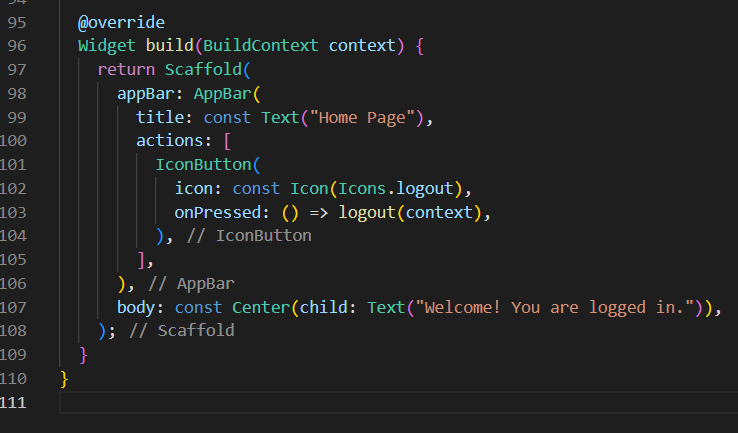 95 @override
96 Widget build(BuildContext context) {
97 return Scaffold(
98 appBar: AppBar(
99 title: const Text("Home Page"),
100 actions: [
101 IconButton(
102 icon: const Icon(Icons.logout),
103 onPressed: () => logout(context),
104 ), // IconButton
105 ],
106 ), // AppBar
107 body: const Center(child: Text("Welcome! You are logged in.")),
108 ); // Scaffold
109 }
110 }
111